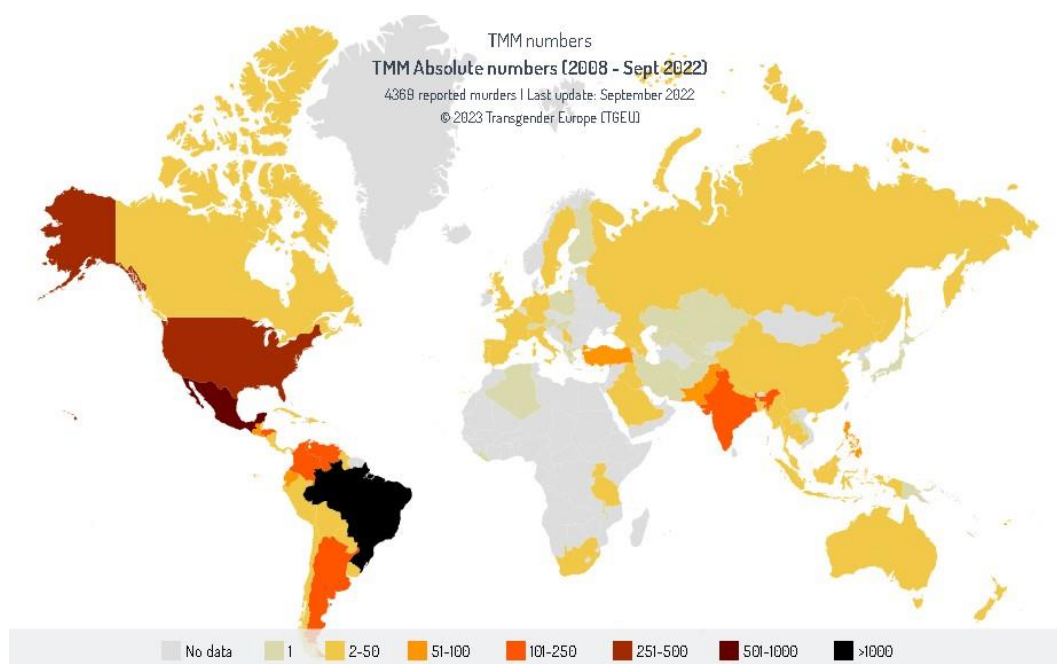 TMM numbers
TMM Absolute numbers (2008 - Sept 2022)
4369 reported murders | Last update: September 2022
© 2023 Transgender Europe (TGEU)
No data
1
2-50
51-100
101-250
251-500
501-1000
>1000